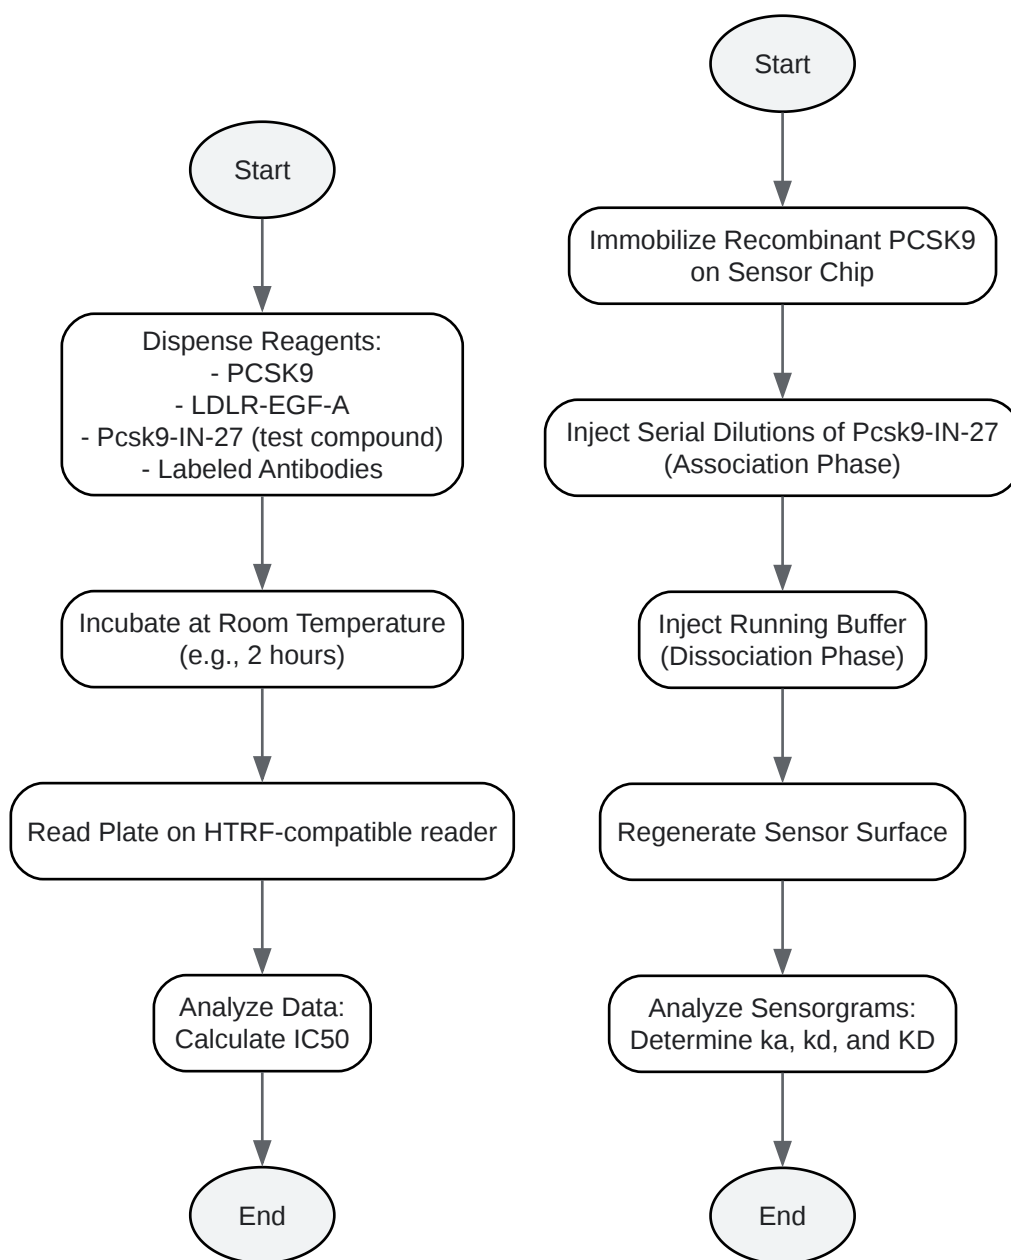 Start
Dispense Reagents:
- PCSK9
- LDLR-EGF-A
- Pcsk9-IN-27 (test compound)
- Labeled Antibodies
Incubate at Room Temperature
(e.g., 2 hours)
Read Plate on HTRF-compatible reader
Analyze Data:
Calculate IC50
End
Start
Immobilize Recombinant PCSK9
on Sensor Chip
Inject Serial Dilutions of Pcsk9-IN-27
(Association Phase)
Inject Running Buffer
(Dissociation Phase)
Regenerate Sensor Surface
Analyze Sensorgrams:
Determine ka, kd, and KD
End